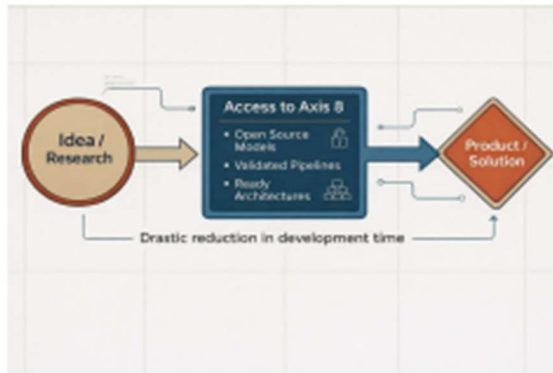 Idea /
Research
Access to Axis 8
• Open Source
Models
• Validated Pipelines
• Ready
Architectures
Product /
Solution
Drastic reduction in development time